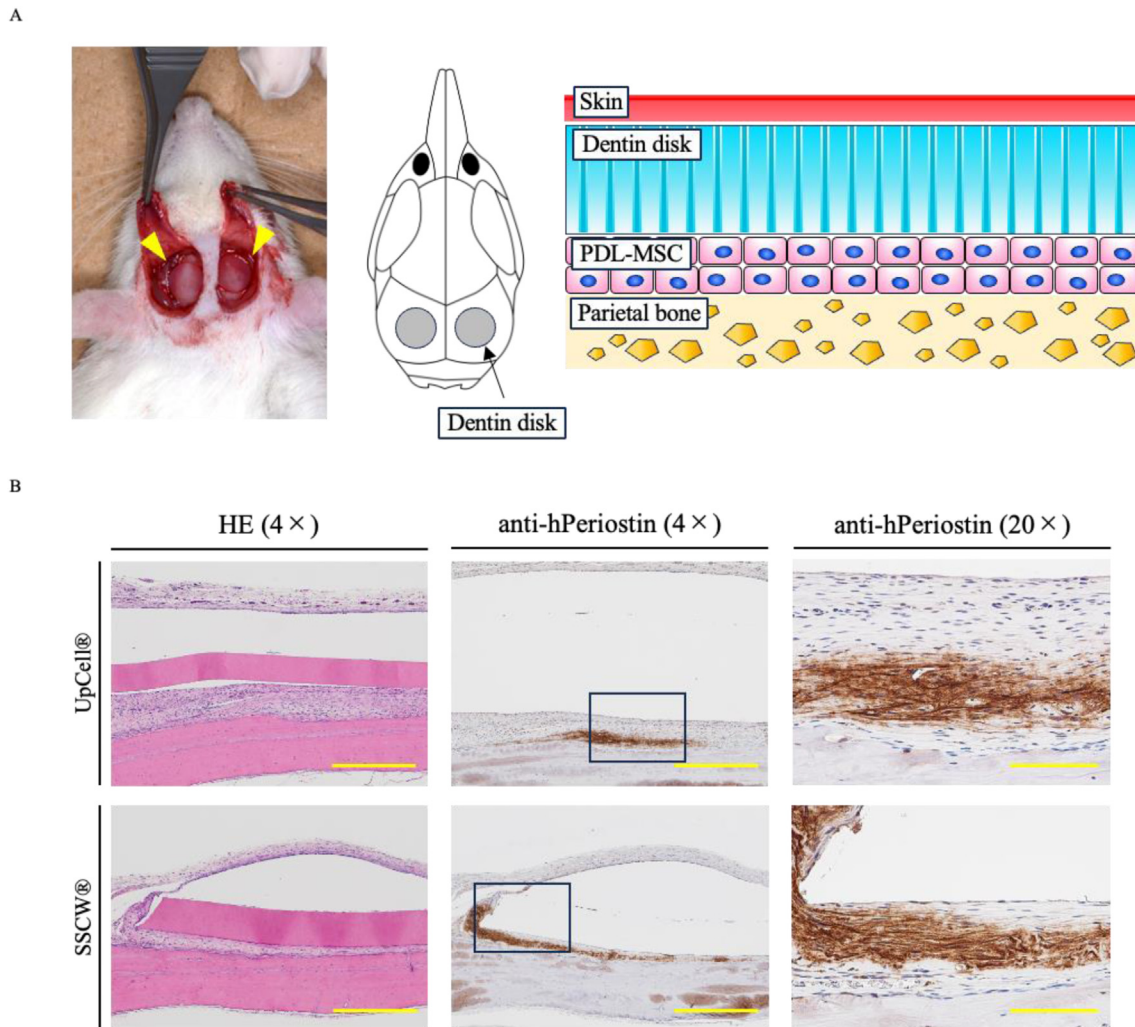 A
Skin
Dentin disk
PDL-MSC
Parietal bone
Dentin disk
B
HE (4×)
anti-hPeriostin (4×)
anti-hPeriostin (20×)
UpCell®
SSCW®